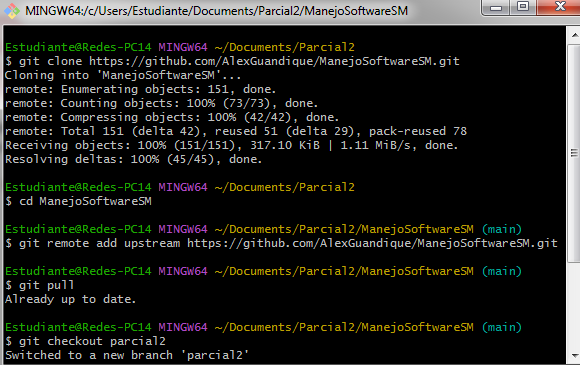 MINGW64:/c/Users/Estudiante/Documents/Parcial2/ManejoSoftwareSM
Estudiante@Redes-PC14 MINGW64 ~/Documents/Parcial2
$ git clone https://github.com/AlexGuandique/ManejoSoftwareSM.git
Cloning into 'ManejoSoftwareSM'...
remote: Enumerating objects: 151, done.
remote: Counting objects: 100% (73/73), done.
remote: Compressing objects: 100% (42/42), done.
remote: Total 151 (delta 42), reused 51 (delta 29), pack-reused 78
Receiving objects: 100% (151/151), 317.10 KiB | 1.11 MiB/s, done.
Resolving deltas: 100% (45/45), done.
Estudiante@Redes-PC14 MINGW64 ~/Documents/Parcial2
$ cd ManejoSoftwareSM
Estudiante@Redes-PC14 MINGW64 ~/Documents/Parcial2/ManejoSoftwareSM (main)
$ git remote add upstream https://github.com/AlexGuandique/ManejoSoftwareSM.git
Estudiante@Redes-PC14 MINGW64 ~/Documents/Parcial2/ManejoSoftwareSM (main)
$ git pull
Already up to date.
Estudiante@Redes-PC14 MINGW64 ~/Documents/Parcial2/ManejoSoftwareSM (main)
$ git checkout parcial2
Switched to a new branch 'parcial2'